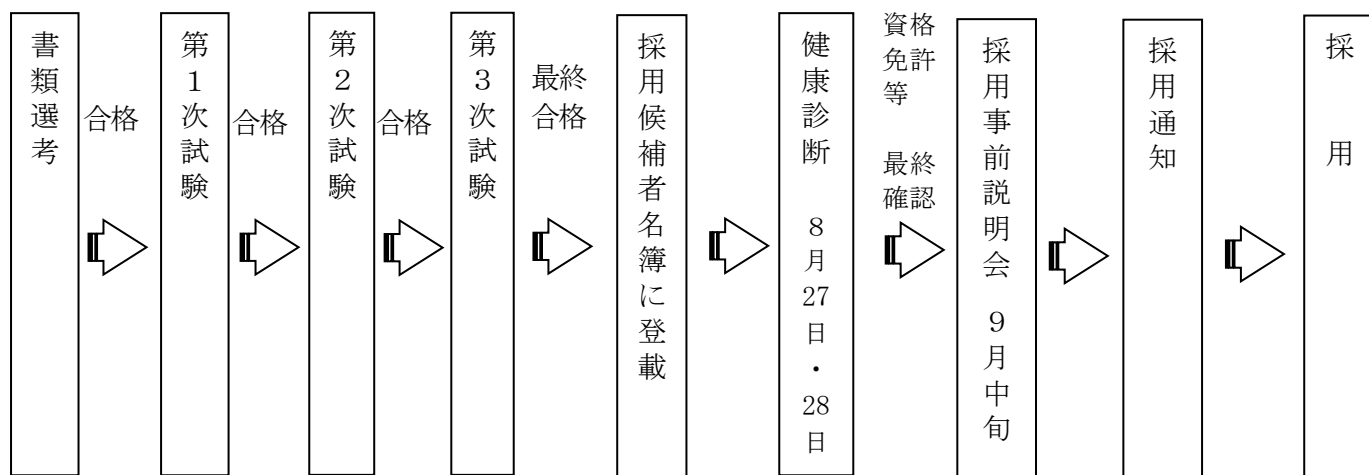 書類選考
合格
第1次試験
合格
第2次試験
合格
第3次試験
最終
合格
採用候補者名簿に登載
健康診断 8月27日・28日
資格
免許
等
最終
確認
採用事前説明会 9月中旬
採用通知
採用